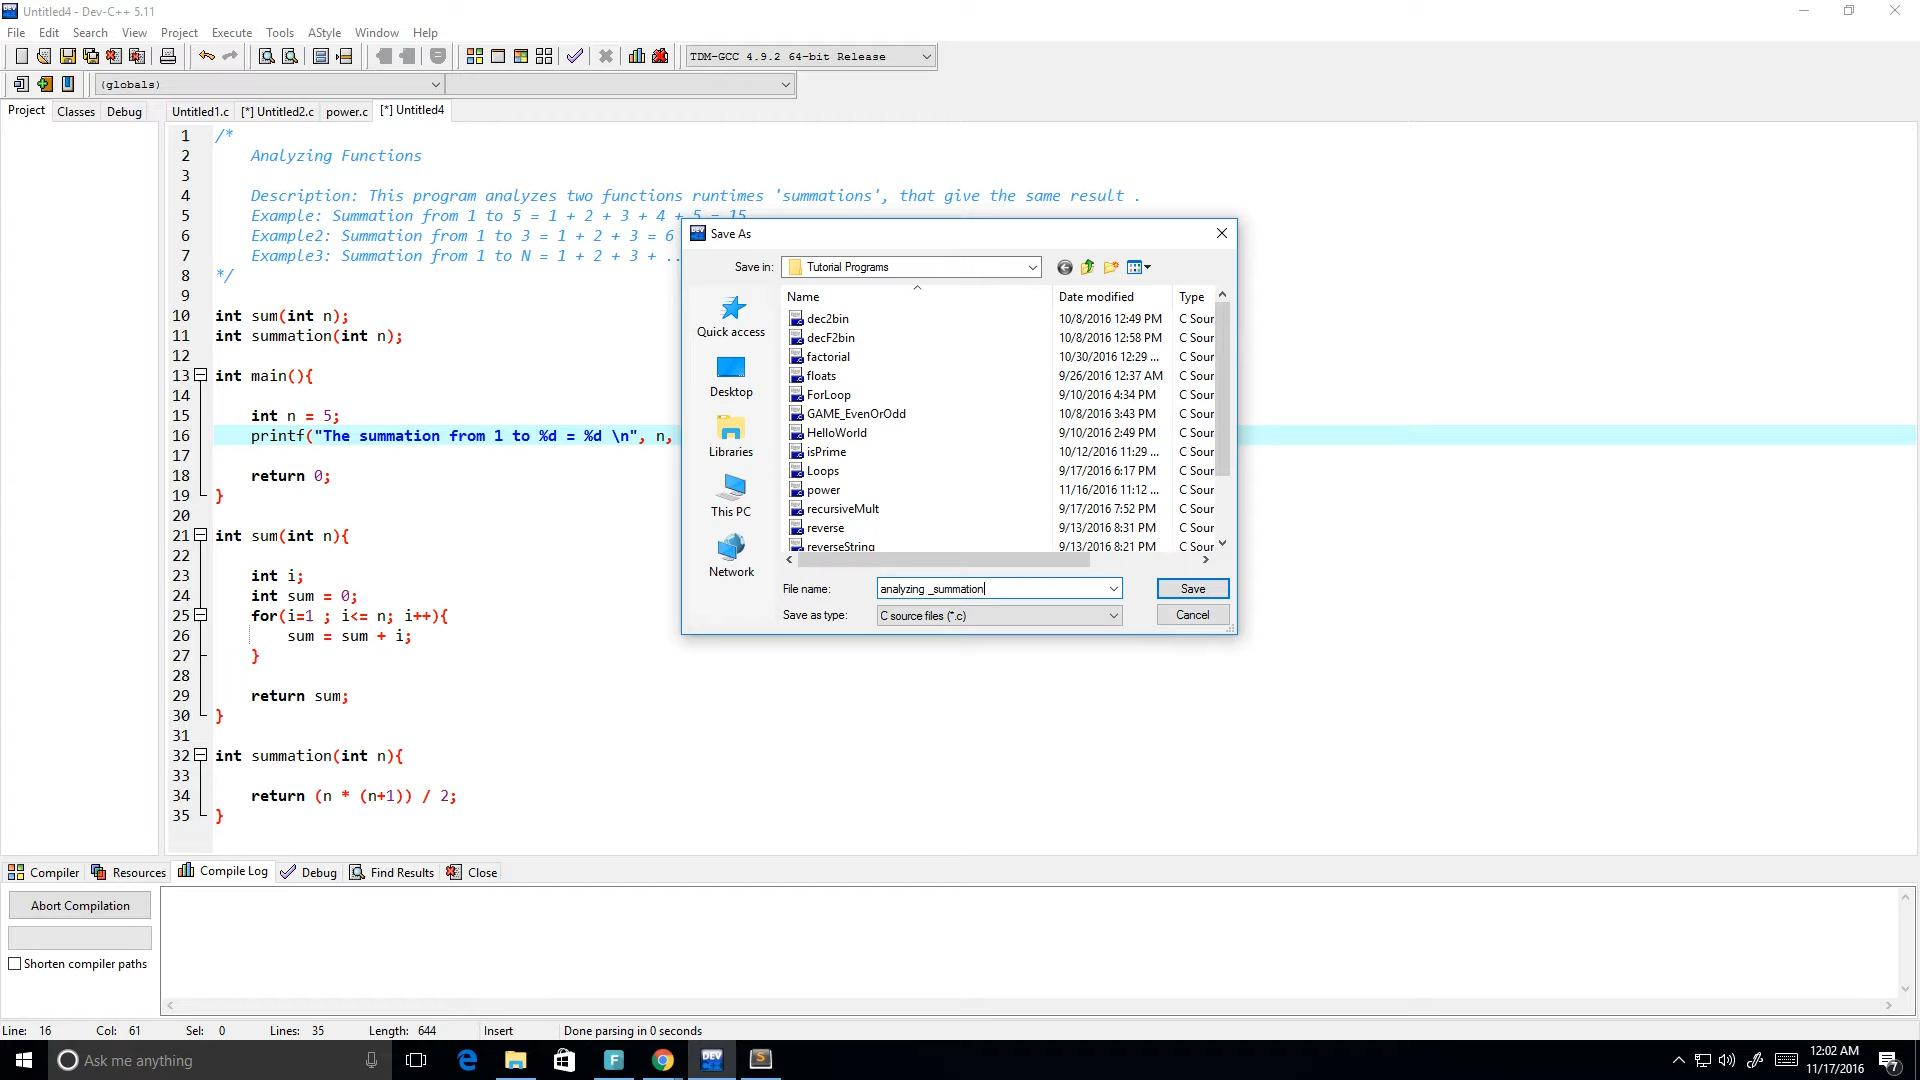 Untitled4 - Dev-C++ 5.11
File Edit Search View Project Execute Tools AStyle Window Help
TDM-GCC 4.9.2 64-bit Release
(globals)
Project Classes Debug
Untitled1.c [*] Untitled2.c power.c [*] Untitled4
1 /*
2 Analyzing Functions
3
4 Description: This program analyzes two functions runtimes 'summations', that give the same result .
5 Example: Summation from 1 to 5 = 1 + 2 + 3 + 4 + 5 = 15
6 Example2: Summation from 1 to 3 = 1 + 2 + 3 = 6
7 Example3: Summation from 1 to N = 1 + 2 + 3 + ..
8 */
9
10 int sum(int n);
11 int summation(int n);
12
13 int main(){
14
15 int n = 5;
16 printf("The summation from 1 to %d = %d \n", n,
17
18 return 0;
19 }
20
21 int sum(int n){
22
23 int i;
24 int sum = 0;
25 for(i=1 ; i<= n; i++){
26 sum = sum + i;
27 }
28
29 return sum;
30 }
31
32 int summation(int n){
33
34 return (n * (n+1)) / 2;
35 }
Save As
Save in: Tutorial Programs
Quick access
Desktop
Libraries
This PC
Network
Name Date modified Type
dec2bin 10/8/2016 12:49 PM C Sour
decF2bin 10/8/2016 12:58 PM C Sour
factorial 10/30/2016 12:29 ... C Sour
floats 9/26/2016 12:37 AM C Sour
ForLoop 9/10/2016 4:34 PM C Sour
GAME_EvenOrOdd 10/8/2016 3:43 PM C Sour
HelloWorld 9/10/2016 2:49 PM C Sour
isPrime 10/12/2016 11:29 ... C Sour
Loops 9/17/2016 6:17 PM C Sour
power 11/16/2016 11:12 ... C Sour
recursiveMult 9/17/2016 7:52 PM C Sour
reverse 9/13/2016 8:31 PM C Sour
reverseString 9/13/2016 8:21 PM C Sour
File name: analyzing _summation Save
Save as type: C source files (*.c) Cancel
Compiler Resources Compile Log Debug Find Results Close
Abort Compilation
Shorten compiler paths
Line: 16 Col: 61 Sel: 0 Lines: 35 Length: 644 Insert Done parsing in 0 seconds
Ask me anything
12:02 AM
11/17/2016